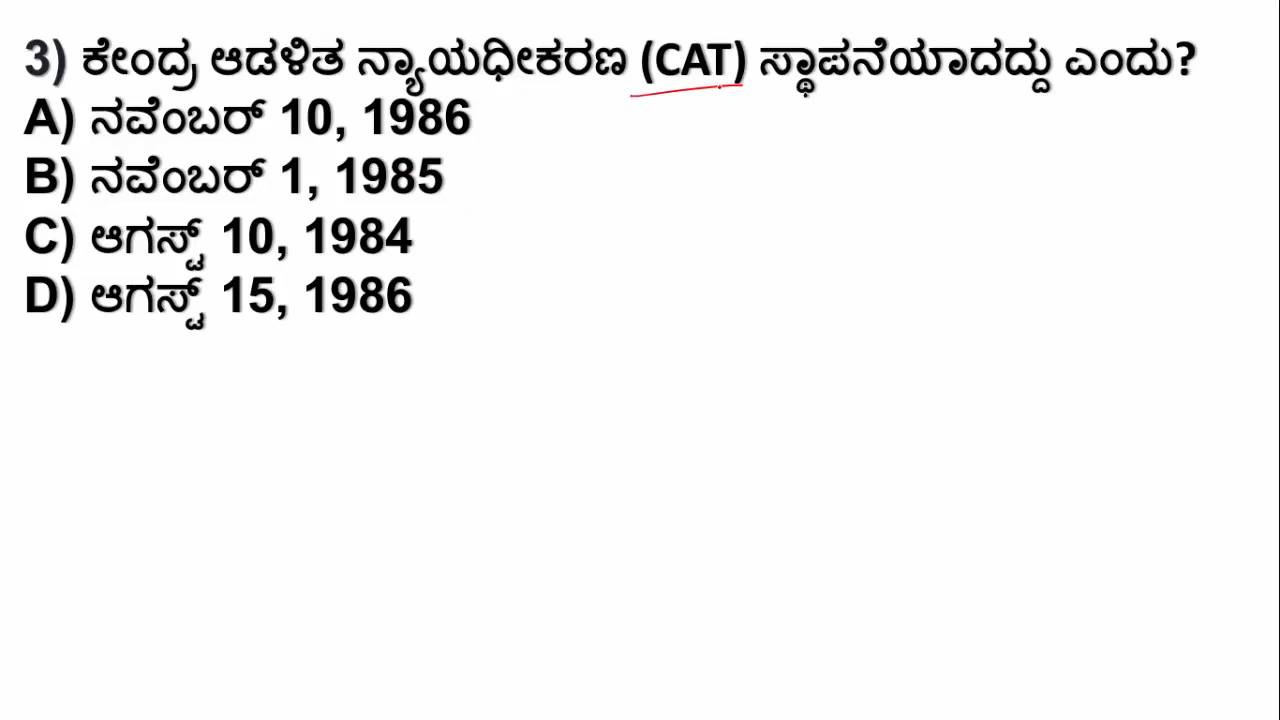 3) ಕೇಂದ್ರ ಆಡಳಿತ ನ್ಯಾಯಧೀಕರಣ (CAT) ಸ್ಥಾಪನೆಯಾದದ್ದು ಎಂದು?
A) ನವೆಂಬರ್ 10, 1986
B) ನವೆಂಬರ್ 1, 1985
C) ಆಗಸ್ಟ್ 10, 1984
D) ಆಗಸ್ಟ್ 15, 1986